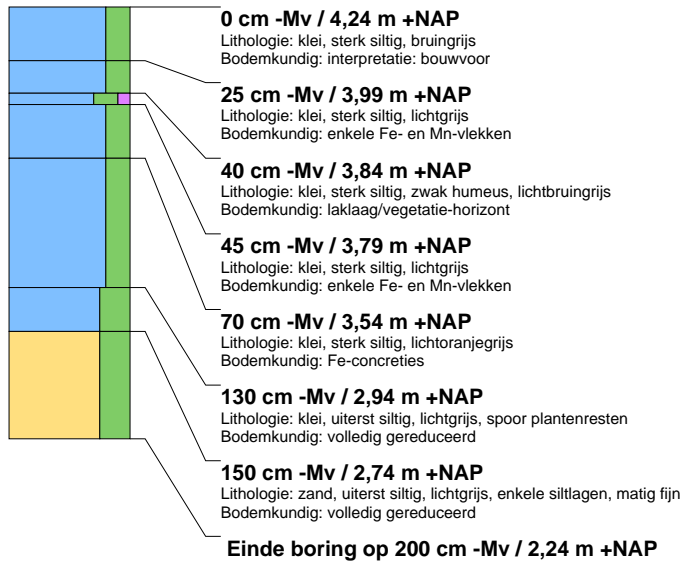 0 cm -Mv / 4,24 m +NAP
Lithologie: klei, sterk siltig, bruingrijs
Bodemkundig: interpretatie: bouwvoor
25 cm -Mv / 3,99 m +NAP
Lithologie: klei, sterk siltig, lichtgrijs
Bodemkundig: enkele Fe- en Mn-vlekken
40 cm -Mv / 3,84 m +NAP
Lithologie: klei, sterk siltig, zwak humeus, lichtbruingrijs
Bodemkundig: laklaag/vegetatie-horizont
45 cm -Mv / 3,79 m +NAP
Lithologie: klei, sterk siltig, lichtgrijs
Bodemkundig: enkele Fe- en Mn-vlekken
70 cm -Mv / 3,54 m +NAP
Lithologie: klei, sterk siltig, lichtoranjegrijs
Bodemkundig: Fe-concreties
130 cm -Mv / 2,94 m +NAP
Lithologie: klei, uiterst siltig, lichtgrijs, spoor plantenresten
Bodemkundig: volledig gereduceerd
150 cm -Mv / 2,74 m +NAP
Lithologie: zand, uiterst siltig, lichtgrijs, enkele siltlagen, matig fijn
Bodemkundig: volledig gereduceerd
Einde boring op 200 cm -Mv / 2,24 m +NAP